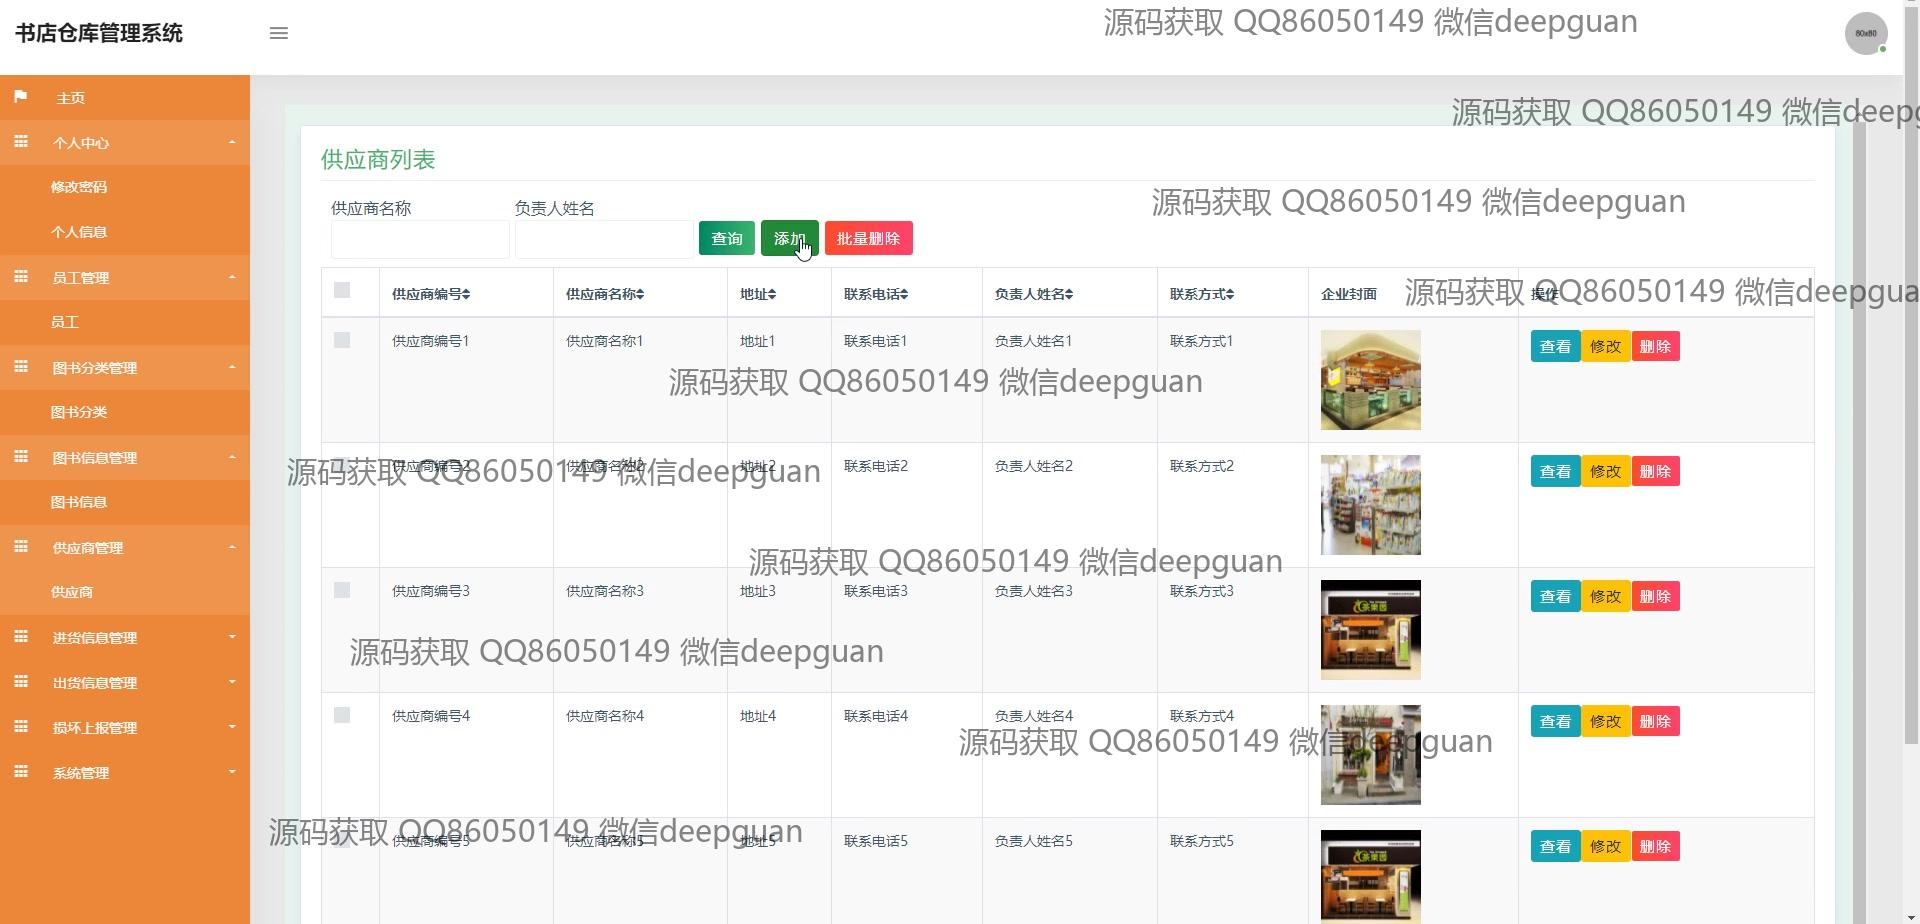 书店仓库管理系统
源码获取 QQ86050149 微信deepguan
80x80
主页
源码获取 QQ86050149 微信deepg
个人中心
供应商列表
修改密码
源码获取 QQ86050149 微信deepguan
供应商名称 负责人姓名
个人信息
查询 添加 批量删除
员工管理
供应商编号 供应商名称 地址 联系电话 负责人姓名 联系方式 企业封面 操作
源码获取 QQ86050149 微信deepgua
员工
供应商编号1 供应商名称1 地址1 联系电话1 负责人姓名1 联系方式1 查看 修改 删除
图书分类管理
源码获取 QQ86050149 微信deepguan
图书分类
图书信息管理
供应商编号2 供应商名称2 地址2 联系电话2 负责人姓名2 联系方式2 查看 修改 删除
源码获取 QQ86050149 微信deepguan
图书信息
供应商管理
源码获取 QQ86050149 微信deepguan
供应商
供应商编号3 供应商名称3 地址3 联系电话3 负责人姓名3 联系方式3 查看 修改 删除
茶果园
进货信息管理
源码获取 QQ86050149 微信deepguan
出货信息管理
供应商编号4 供应商名称4 地址4 联系电话4 负责人姓名4 联系方式4 查看 修改 删除
损坏上报管理
源码获取 QQ86050149 微信deepguan
系统管理
源码获取 QQ86050149 微信deepguan
供应商编号5 供应商名称5 地址5 联系电话5 负责人姓名5 联系方式5 查看 修改 删除
茶果园